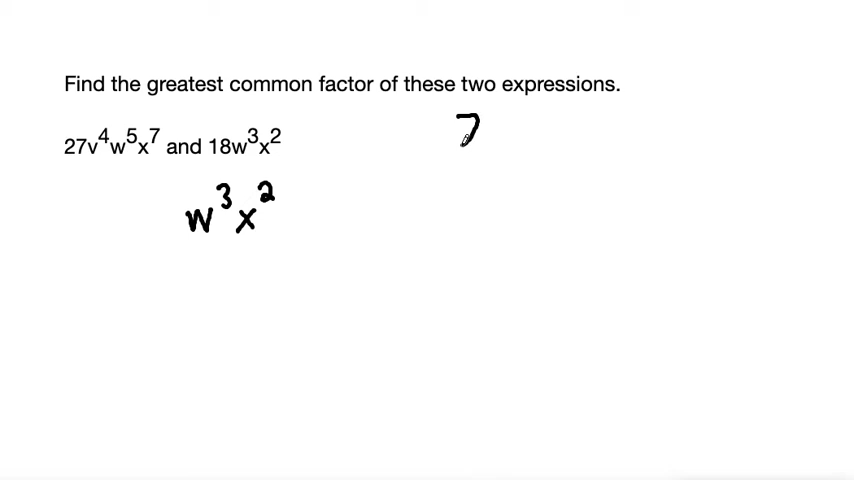 Find the greatest common factor of these two expressions.
27v⁴w⁵x⁷ and 18w³x²
7
w³x²